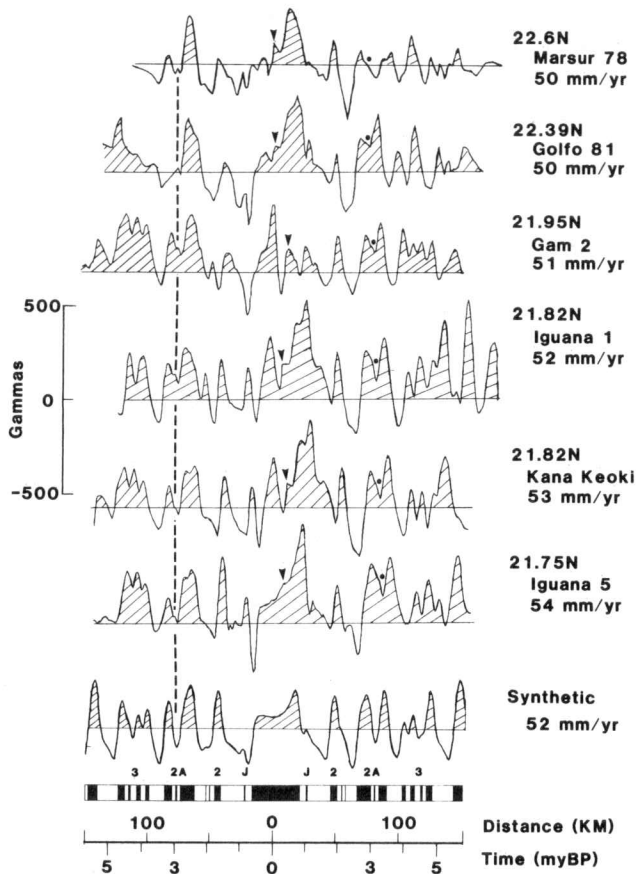 22.6N
Marsur 78
50 mm/yr
22.39N
Golfo 81
50 mm/yr
21.95N
Gam 2
51 mm/yr
21.82N
Iguana 1
52 mm/yr
500
0
-500
Gammas
21.82N
Kana Keoki
53 mm/yr
21.75N
Iguana 5
54 mm/yr
Synthetic
52 mm/yr
3 2A 2 J J 2 2A 3
100 0 100 Distance (KM)
5 3 0 3 5 Time (myBP)